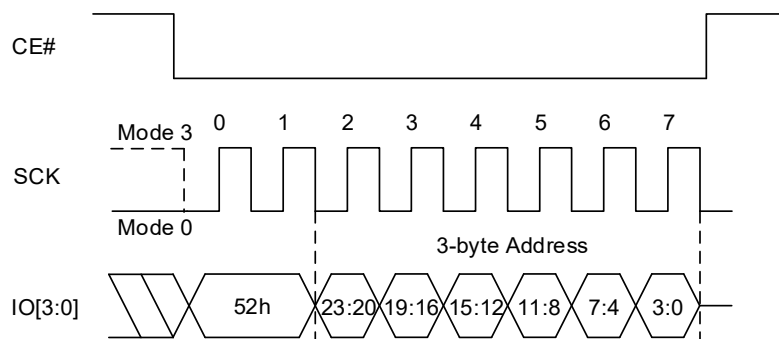 CE#
Mode 3
0 1 2 3 4 5 6 7
SCK
Mode 0
3-byte Address
IO[3:0]
52h 23:20 19:16 15:12 11:8 7:4 3:0